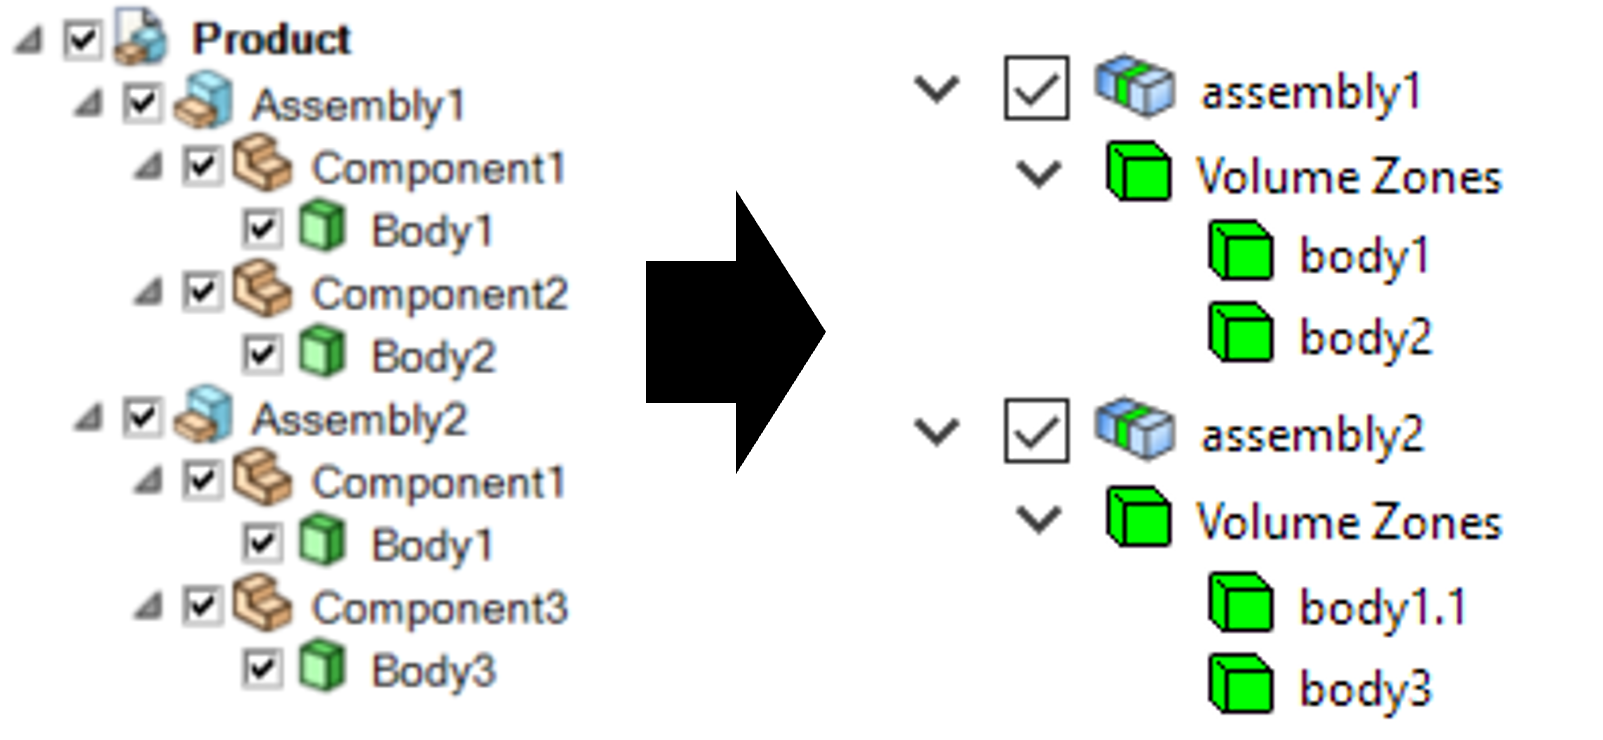 Product
Assembly1
Component1
Body1
Component2
Body2
Assembly2
Component1
Body1
Component3
Body3
assembly1
Volume Zones
body1
body2
assembly2
Volume Zones
body1.1
body3